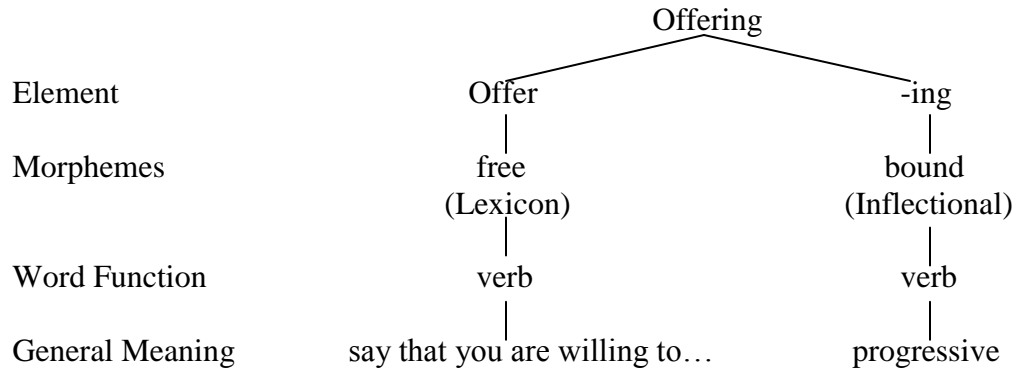 Offering
Element Offer -ing
Morphemes free bound
(Lexicon) (Inflectional)
Word Function verb verb
General Meaning say that you are willing to… progressive